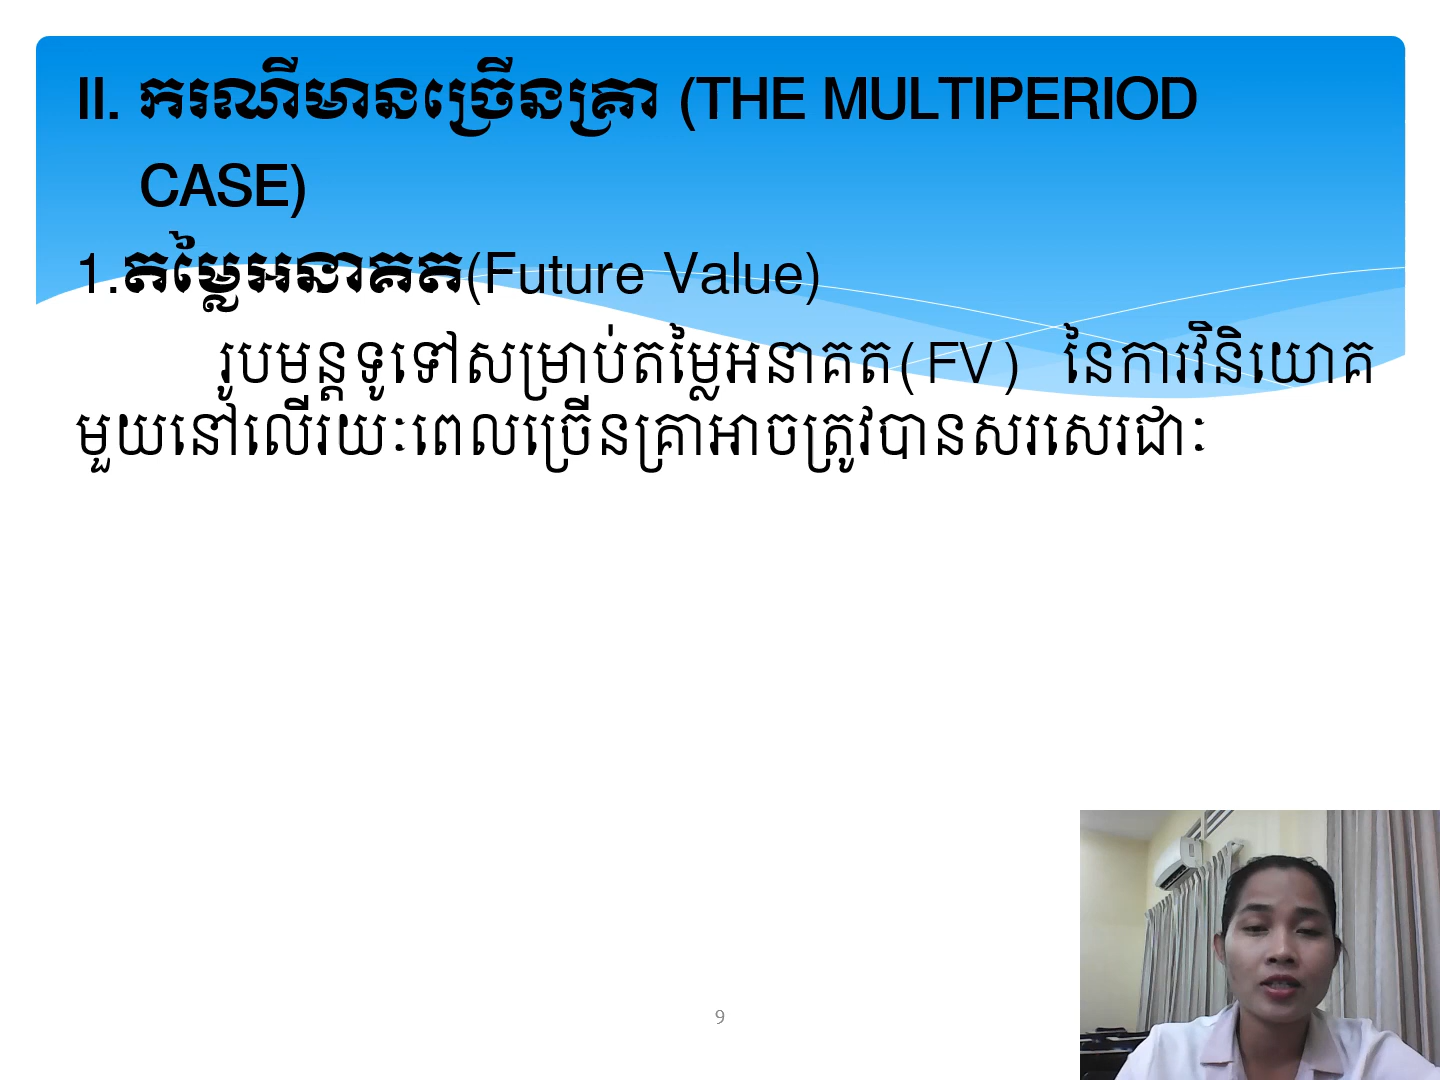 II. ករណីមានច្រើនគ្រា (THE MULTIPERIOD
CASE)
1.តម្លៃអនាគត(Future Value)
រូបមន្តទូទៅសម្រាប់តម្លៃអនាគត(FV) នៃការវិនិយោគ
មួយនៅលើរយៈពេលច្រើនគ្រាអាចត្រូវបានសរសេរជាៈ
9